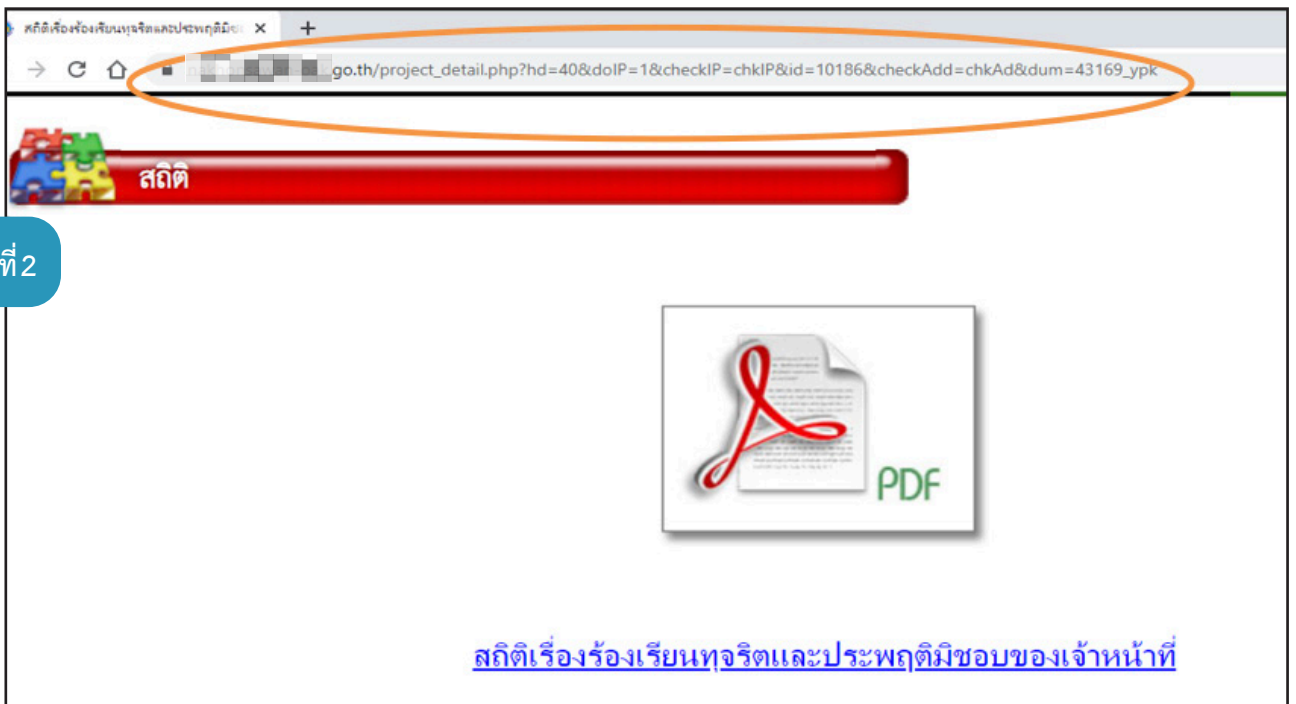 สถิติเรื่องร้องเรียนทุจริตและประพฤติมิช
go.th/project_detail.php?hd=40&doIP=1&checkIP=chkIP&id=10186&checkAdd=chkAd&dum=43169_ypk
สถิติ
ที่ 2
PDF
สถิติเรื่องร้องเรียนทุจริตและประพฤติมิชอบของเจ้าหน้าที่